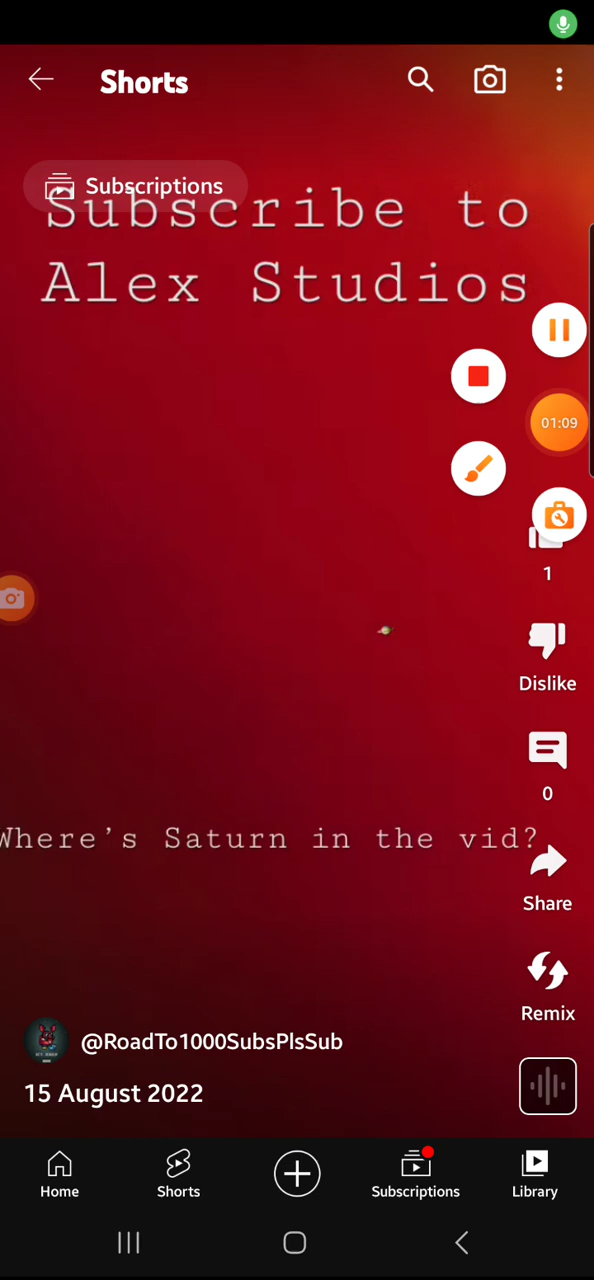 Shorts
Subscriptions
Subscribe to
Alex Studios
01:09
1
Dislike
0
Where's Saturn in the vid?
Share
Remix
@RoadTo1000SubsPlsSub
15 August 2022
Home
Shorts
Subscriptions
Library